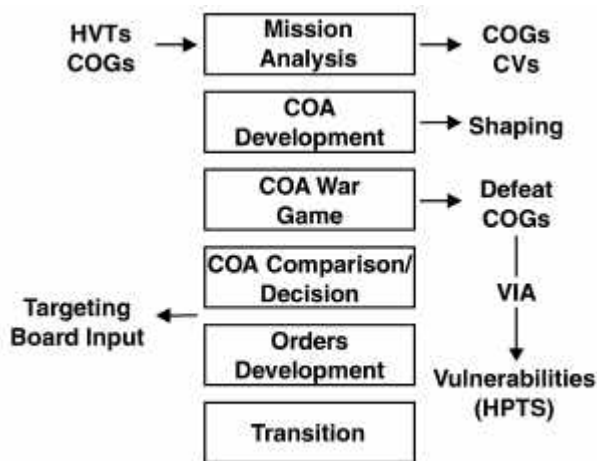 HVTs
COGs
Mission
Analysis
COGs
CVs
COA
Development
Shaping
COA War
Game
Defeat
COGs
COA Comparison/
Decision
VIA
Targeting
Board Input
Orders
Development
Vulnerabilities
(HPTS)
Transition